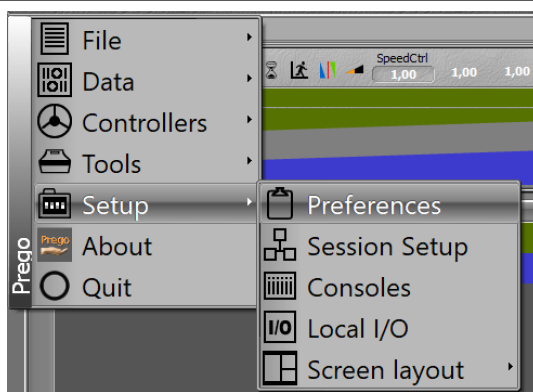 File
Data
Controllers
Tools
Setup
About
Quit
Prego
Prego
SpeedCtrl
1,00 1,00 1,00
Preferences
Session Setup
Consoles
Local I/O
I/O
Screen layout